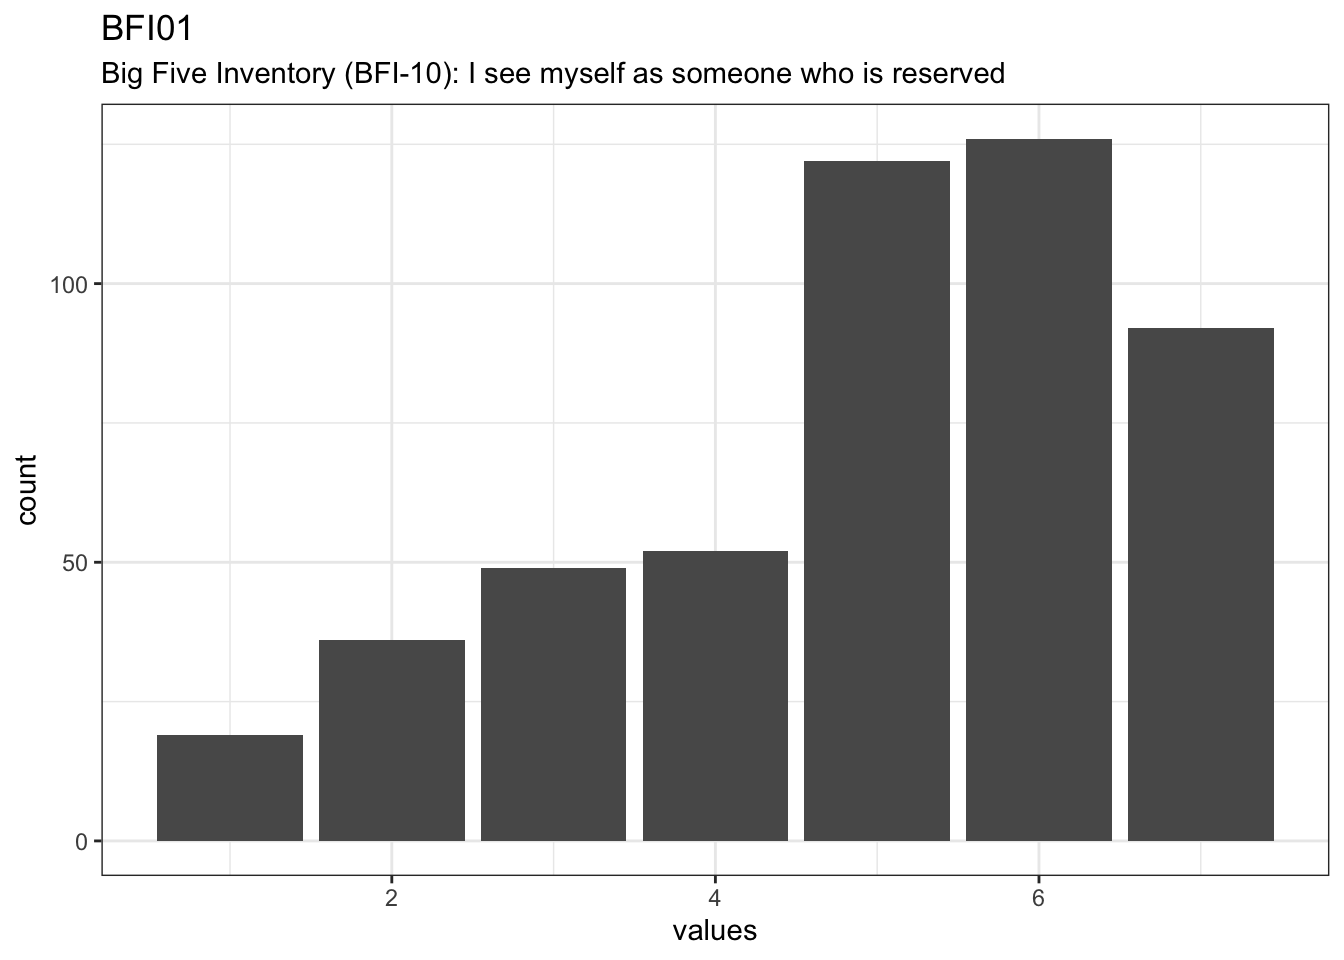 BFI01
Big Five Inventory (BFI-10): I see myself as someone who is reserved
100
50
0
count
2 4 6
values